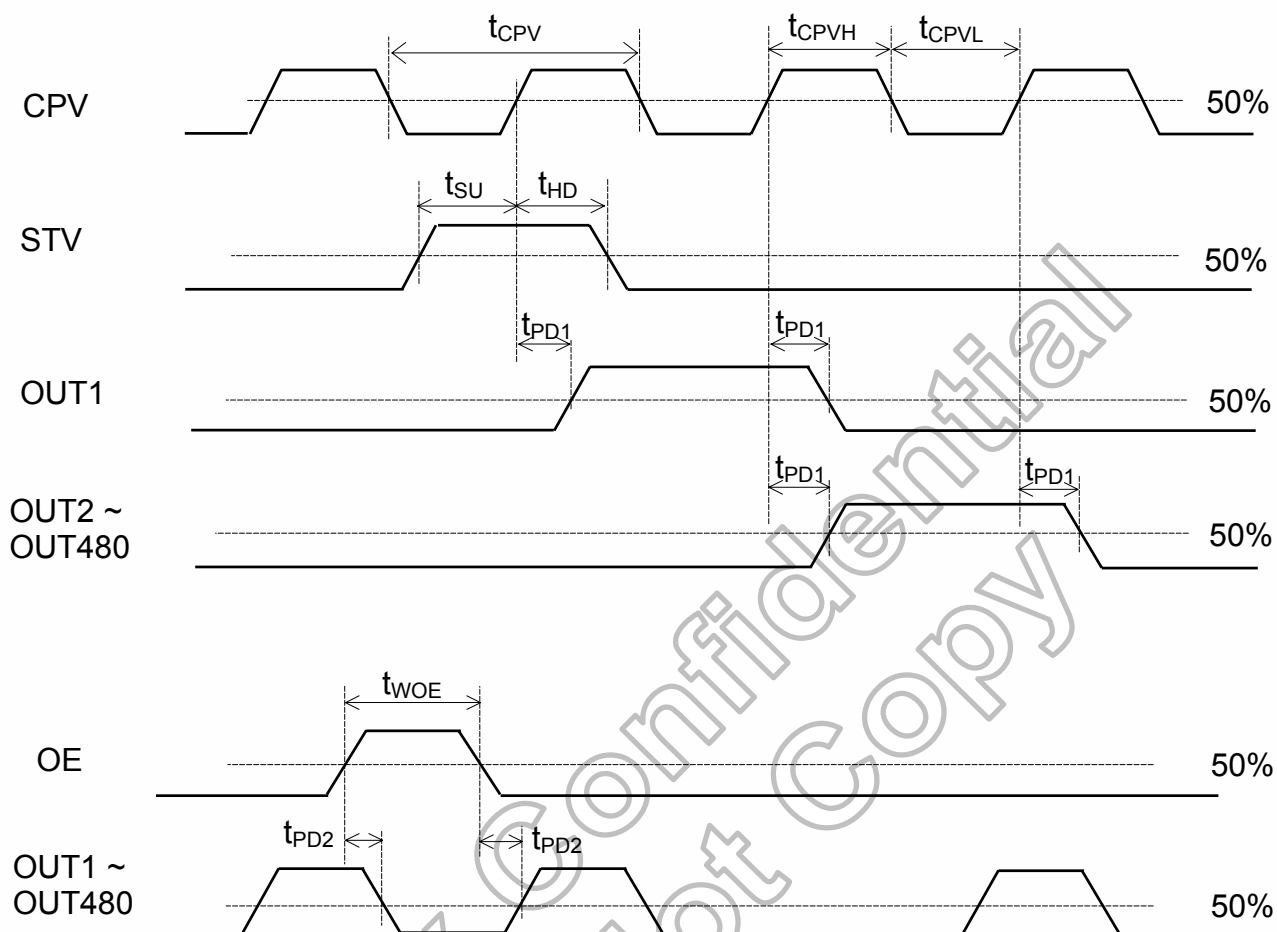 tCPV
tCPVH
tCPVL
CPV
50%
tSU
tHD
STV
50%
tPD1
tPD1
OUT1
50%
tPD1
tPD1
OUT2 ~
OUT480
50%
tWOE
OE
50%
tPD2
tPD2
OUT1 ~
OUT480
50%
Confidential
Copy